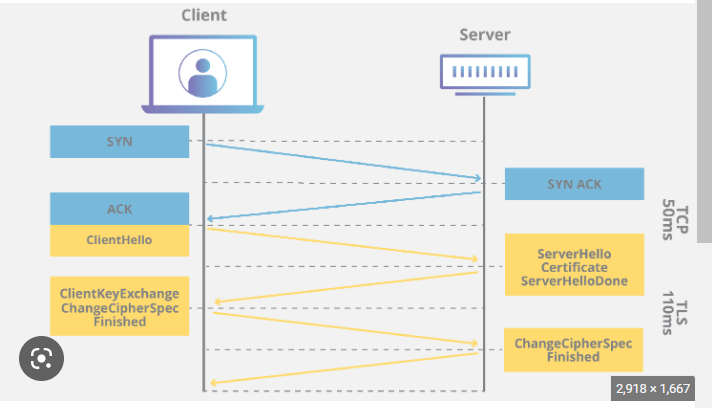 Client
Server
SYN
SYN ACK
ACK
ClientHello
TCP
50ms
ServerHello
Certificate
ServerHelloDone
ClientKeyExchange
ChangeCipherSpec
Finished
TLS
110ms
ChangeCipherSpec
Finished
2,918 × 1,667